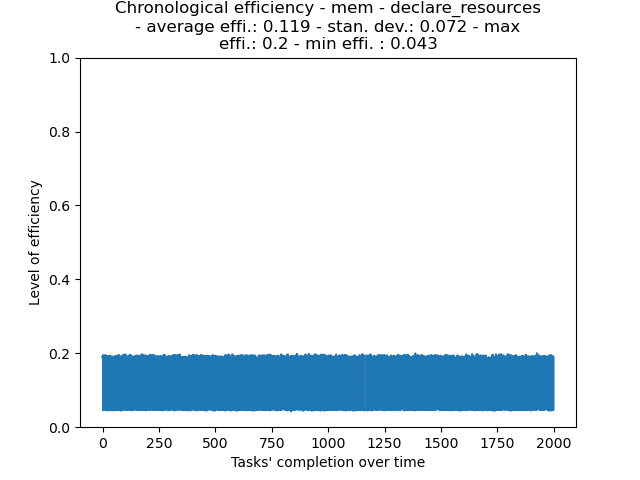 Chronological efficiency - mem - declare_resources
- average effi.: 0.119 - stan. dev.: 0.072 - max
effi.: 0.2 - min effi. : 0.043
1.0
0.8
0.6
0.4
0.2
0.0
Level of efficiency
0 250 500 750 1000 1250 1500 1750 2000
Tasks' completion over time